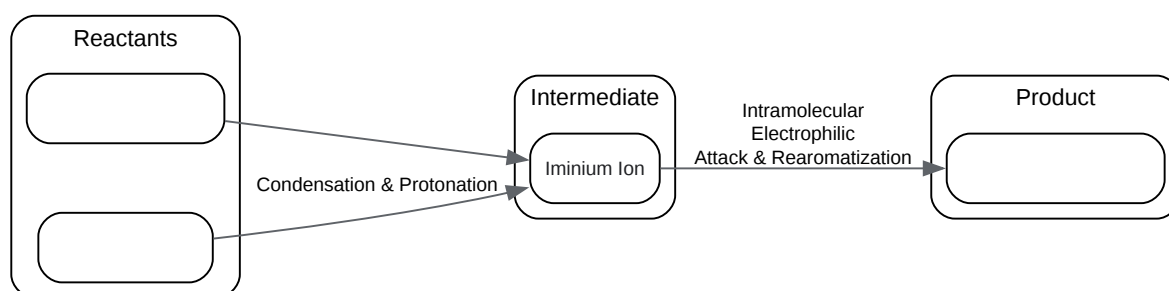 Reactants
Intermediate
Product
Intramolecular
Electrophilic
Attack & Rearomatization
Condensation & Protonation
Iminium Ion